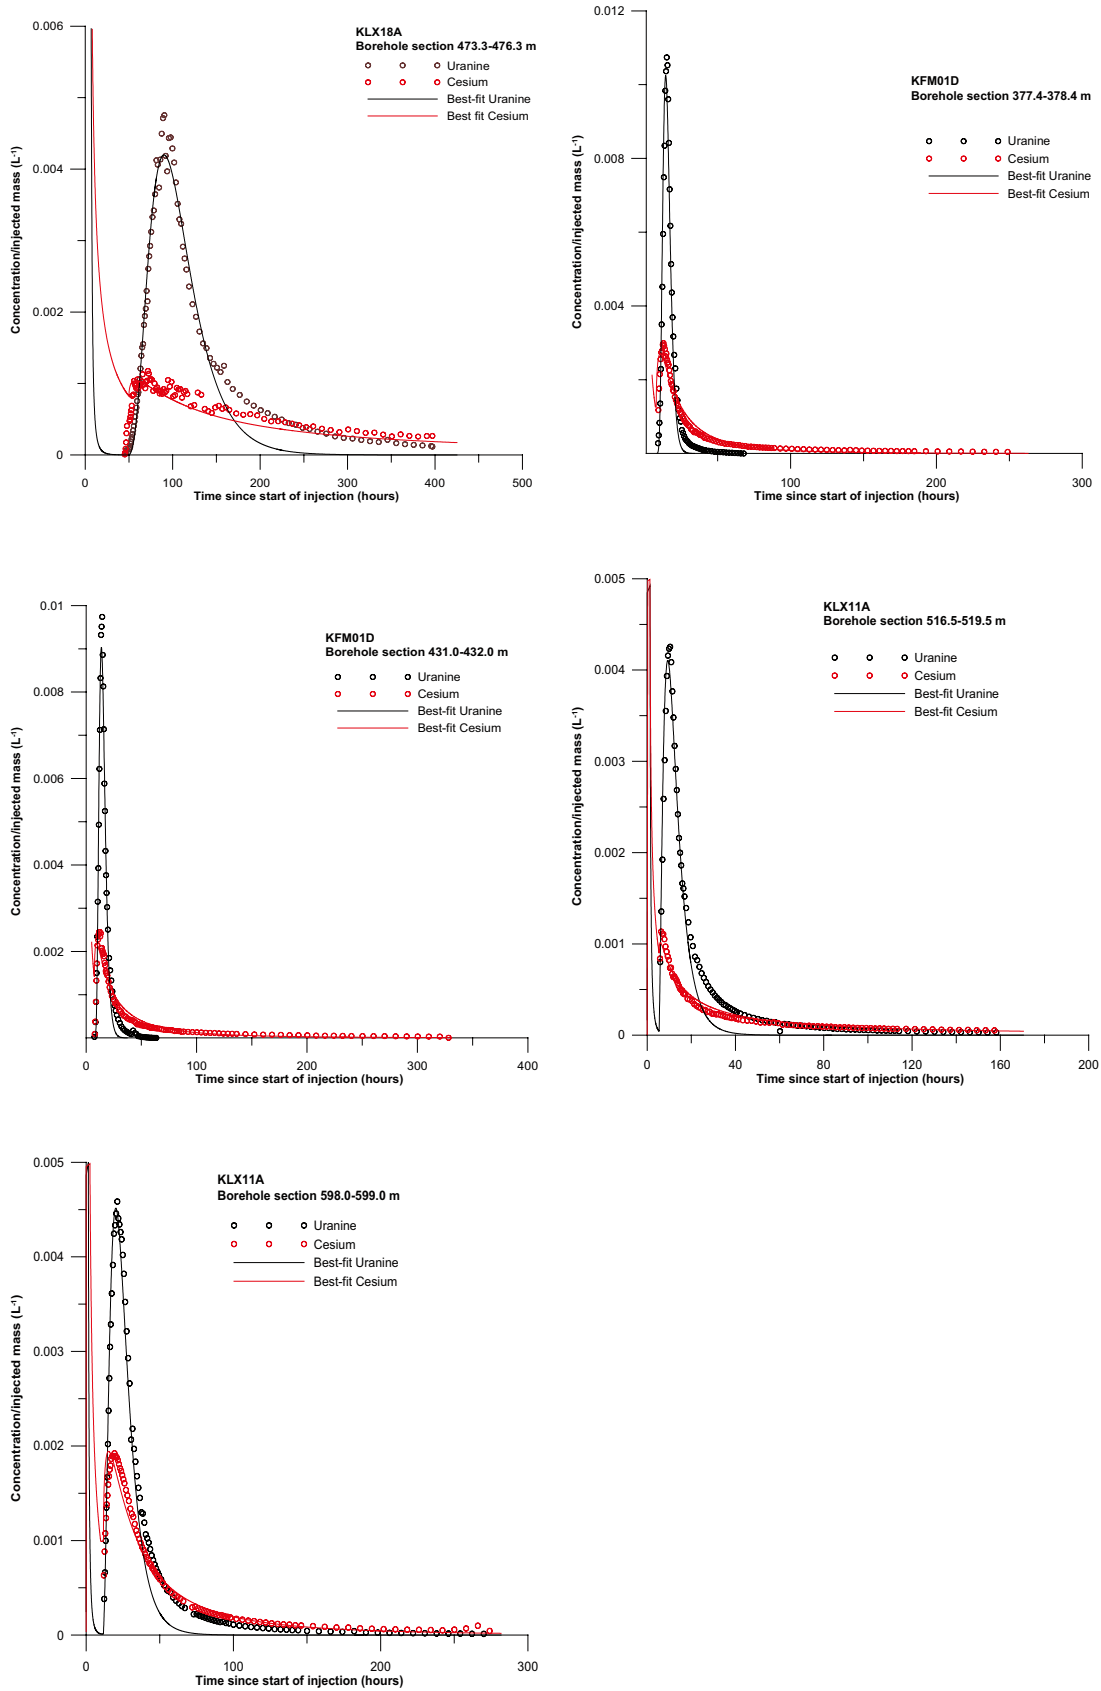 KLX18A
Borehole section 473.3-476.3 m
Uranine
Cesium
Best-fit Uranine
Best fit Cesium
0.006
0.004
0.002
0
0
100
200
300
400
500
Concentration/injected mass (L-1)
Time since start of injection (hours)
KFM01D
Borehole section 377.4-378.4 m
Uranine
Cesium
Best-fit Uranine
Best-fit Cesium
0.012
0.008
0.004
100
200
300
Concentration/injected mass (L-1)
Time since start of injection (hours)
KFM01D
Borehole section 431.0-432.0 m
Uranine
Cesium
Best-fit Uranine
Best-fit Cesium
0.01
0.008
0.006
0.004
0.002
0
100
200
300
400
Concentration/injected mass (L-1)
Time since start of injection (hours)
KLX11A
Borehole section 516.5-519.5 m
Uranine
Cesium
Best-fit Uranine
Best-fit Cesium
0.005
0.004
0.003
0.002
0.001
0
0
40
80
120
160
200
Concentration/injected mass (L-1)
Time since start of injection (hours)
KLX11A
Borehole section 598.0-599.0 m
Uranine
Cesium
Best-fit Uranine
Best-fit Cesium
0.005
0.004
0.003
0.002
0.001
0
0
100
200
300
Concentration/injected mass (L-1)
Time since start of injection (hours)